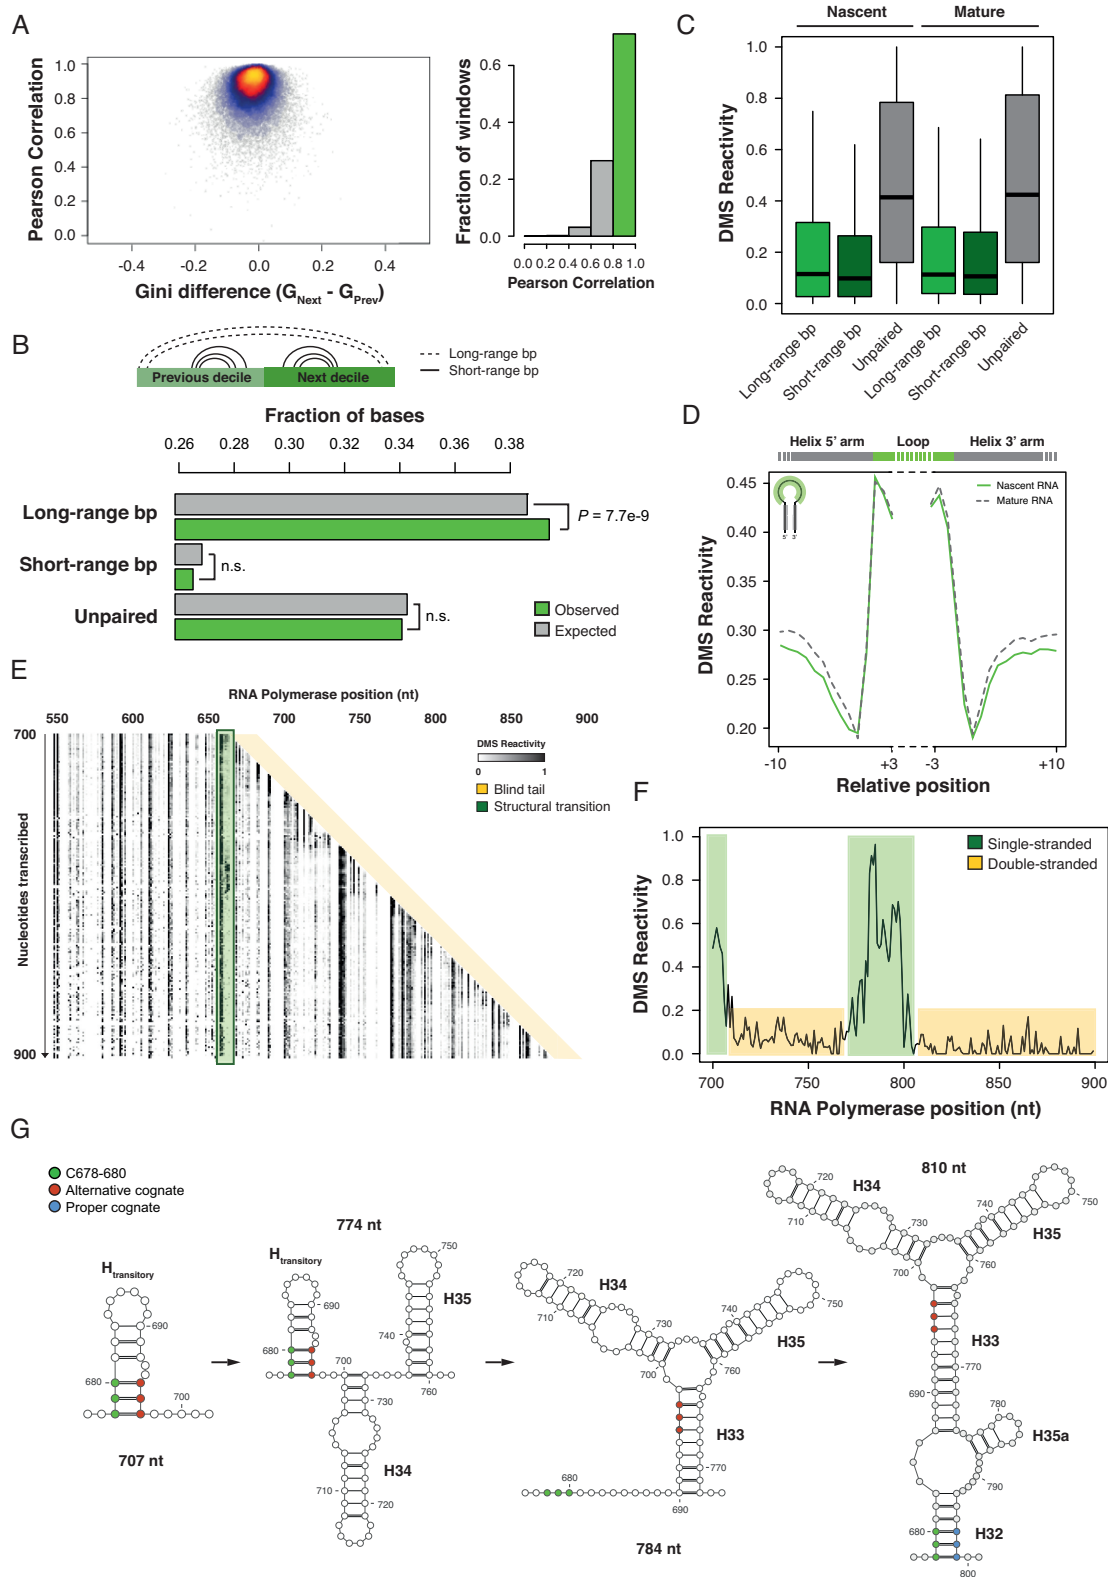 A
Pearson Correlation
1.0
0.8
0.6
0.4
0.2
0.0
-0.4 -0.2 0.0 0.2 0.4
Gini difference (GNext - GPrev)
Fraction of windows
0.6
0.4
0.2
0.0
0.0 0.2 0.4 0.6 0.8 1.0
Pearson Correlation
C
Nascent Mature
DMS Reactivity
1.0
0.8
0.6
0.4
0.2
0.0
Long-range bp
Short-range bp
Unpaired
Long-range bp
Short-range bp
Unpaired
B
Previous decile Next decile
Long-range bp
Short-range bp
Fraction of bases
0.26 0.28 0.30 0.32 0.34 0.36 0.38
Long-range bp
P = 7.7e-9
Short-range bp
n.s.
Unpaired
n.s.
Observed
Expected
D
Helix 5' arm Loop Helix 3' arm
DMS Reactivity
0.45
0.40
0.35
0.30
0.25
0.20
5' 3'
Nascent RNA
Mature RNA
-10 +3 -3 +10
Relative position
E
RNA Polymerase position (nt)
550 600 650 700 750 800 850 900
700
Nucleotides transcribed
900
DMS Reactivity
0 1
Blind tail
Structural transition
F
DMS Reactivity
1.0
0.8
0.6
0.4
0.2
0.0
Single-stranded
Double-stranded
700 750 800 850 900
RNA Polymerase position (nt)
G
C678-680
Alternative cognate
Proper cognate
Htransitory
690
680
700
707 nt
774 nt
Htransitory
690
680
700
750
H35
740
760
730
H34
710
720
720
H34
710
730
740
750
H35
700
760
H33
770
680
690
784 nt
810 nt
720
H34
710
730
740
750
H35
700
760
H33
770
690
780
H35a
790
680
H32
800